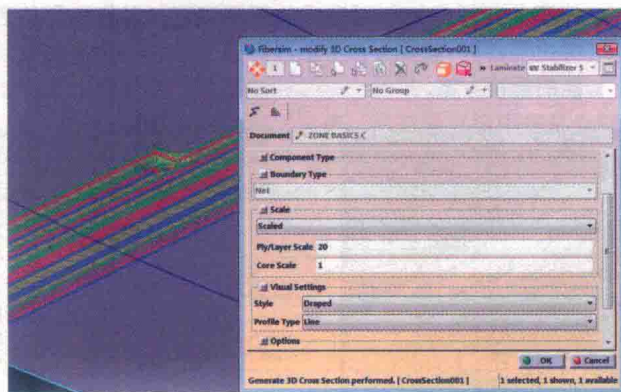 Fibersim - modify 3D Cross Section [ CrossSection001 ]
1 » Laminate Stabilizer S
No Sort No Group
Document ZONE BASICS C
Component Type
Boundary Type
Net
Scale
Scaled
Ply/Layer Scale 20
Core Scale 1
Visual Settings
Style Draped
Profile Type Line
Options
OK Cancel
Generate 3D Cross Section performed. [ CrossSection001 ] 1 selected, 1 shown, 1 available